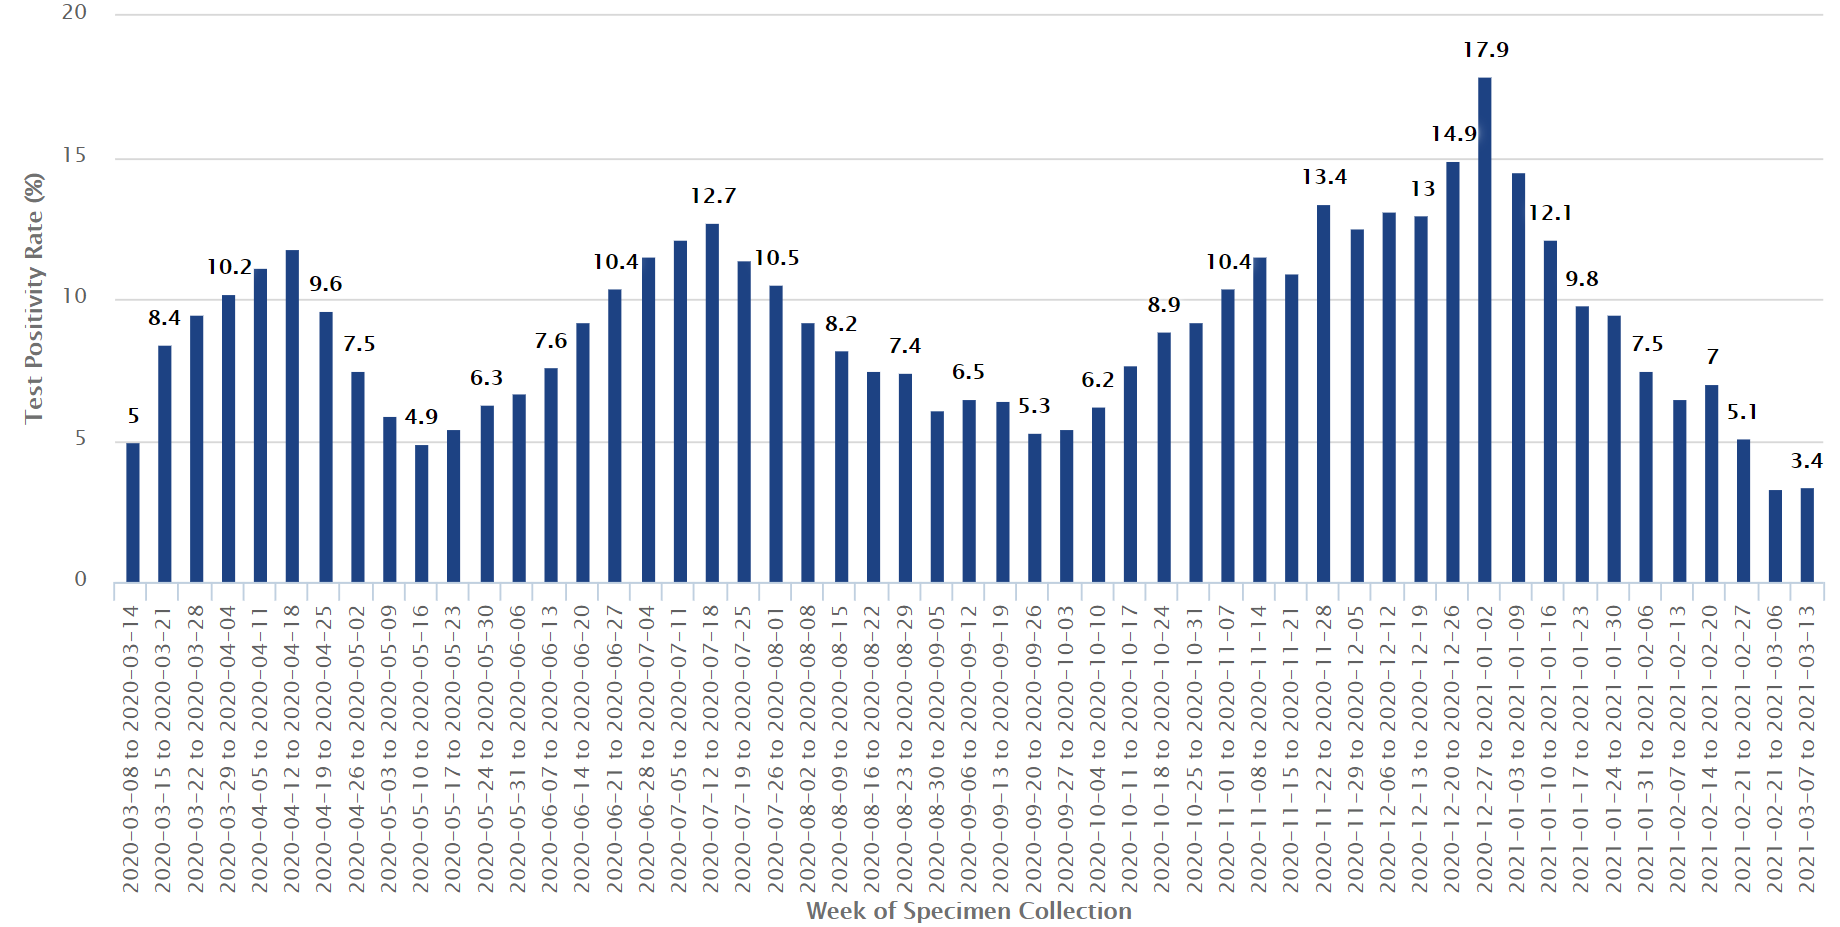 20
15
10
5
0
Test Positivity Rate (%)
5
8.4
10.2
9.6
7.5
4.9
6.3
7.6
10.4
12.7
10.5
8.2
7.4
6.5
5.3
6.2
8.9
10.4
13.4
13
14.9
17.9
12.1
9.8
7.5
7
5.1
3.4
2020-03-08 to 2020-03-14
2020-03-15 to 2020-03-21
2020-03-22 to 2020-03-28
2020-03-29 to 2020-04-04
2020-04-05 to 2020-04-11
2020-04-12 to 2020-04-18
2020-04-19 to 2020-04-25
2020-04-26 to 2020-05-02
2020-05-03 to 2020-05-09
2020-05-10 to 2020-05-16
2020-05-17 to 2020-05-23
2020-05-24 to 2020-05-30
2020-05-31 to 2020-06-06
2020-06-07 to 2020-06-13
2020-06-14 to 2020-06-20
2020-06-21 to 2020-06-27
2020-06-28 to 2020-07-04
2020-07-05 to 2020-07-11
2020-07-12 to 2020-07-18
2020-07-19 to 2020-07-25
2020-07-26 to 2020-08-01
2020-08-02 to 2020-08-08
2020-08-09 to 2020-08-15
2020-08-16 to 2020-08-22
2020-08-23 to 2020-08-29
2020-08-30 to 2020-09-05
2020-09-06 to 2020-09-12
2020-09-13 to 2020-09-19
2020-09-20 to 2020-09-26
2020-09-27 to 2020-10-03
2020-10-04 to 2020-10-10
2020-10-11 to 2020-10-17
2020-10-18 to 2020-10-24
2020-10-25 to 2020-10-31
2020-11-01 to 2020-11-07
2020-11-08 to 2020-11-14
2020-11-15 to 2020-11-21
2020-11-22 to 2020-11-28
2020-11-29 to 2020-12-05
2020-12-06 to 2020-12-12
2020-12-13 to 2020-12-19
2020-12-20 to 2020-12-26
2020-12-27 to 2021-01-02
2021-01-03 to 2021-01-09
2021-01-10 to 2021-01-16
2021-01-17 to 2021-01-23
2021-01-24 to 2021-01-30
2021-01-31 to 2021-02-06
2021-02-07 to 2021-02-13
2021-02-14 to 2021-02-20
2021-02-21 to 2021-02-27
2021-02-21 to 2021-03-06
2021-03-07 to 2021-03-13
Week of Specimen Collection